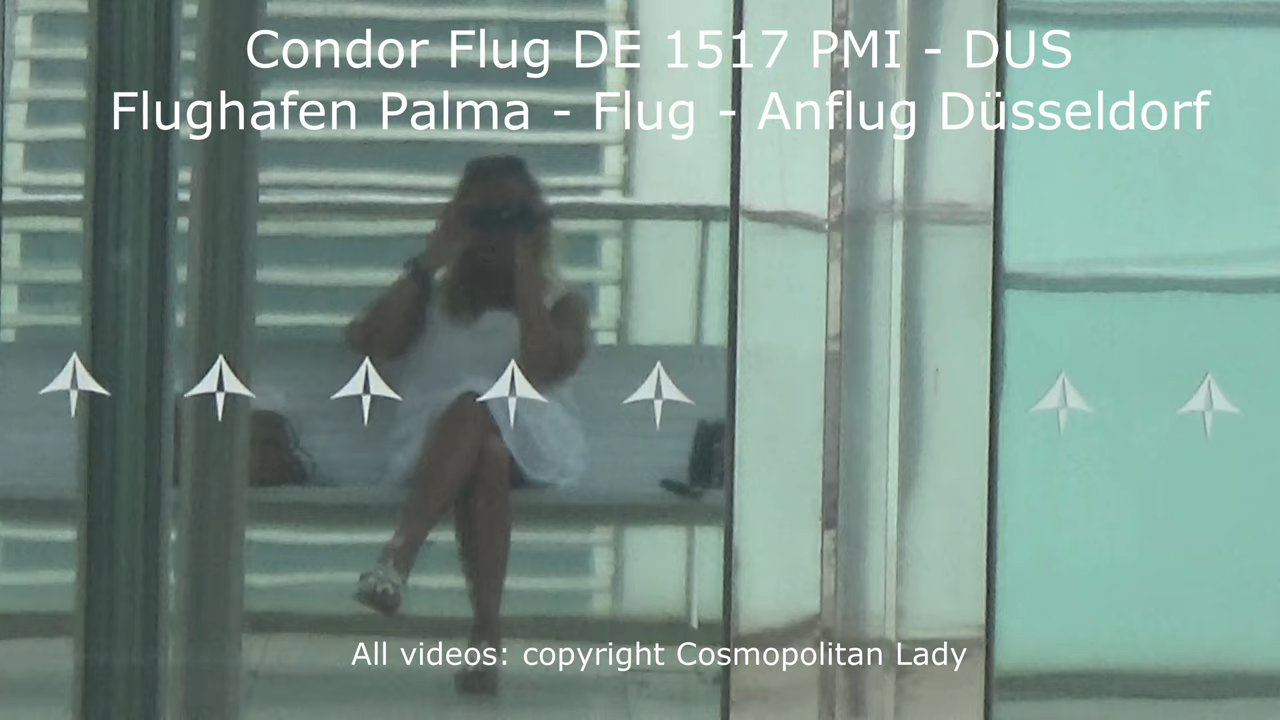 Condor Flug DE 1517 PMI - DUS
Flughafen Palma - Flug - Anflug Düsseldorf
All videos: copyright Cosmopolitan Lady